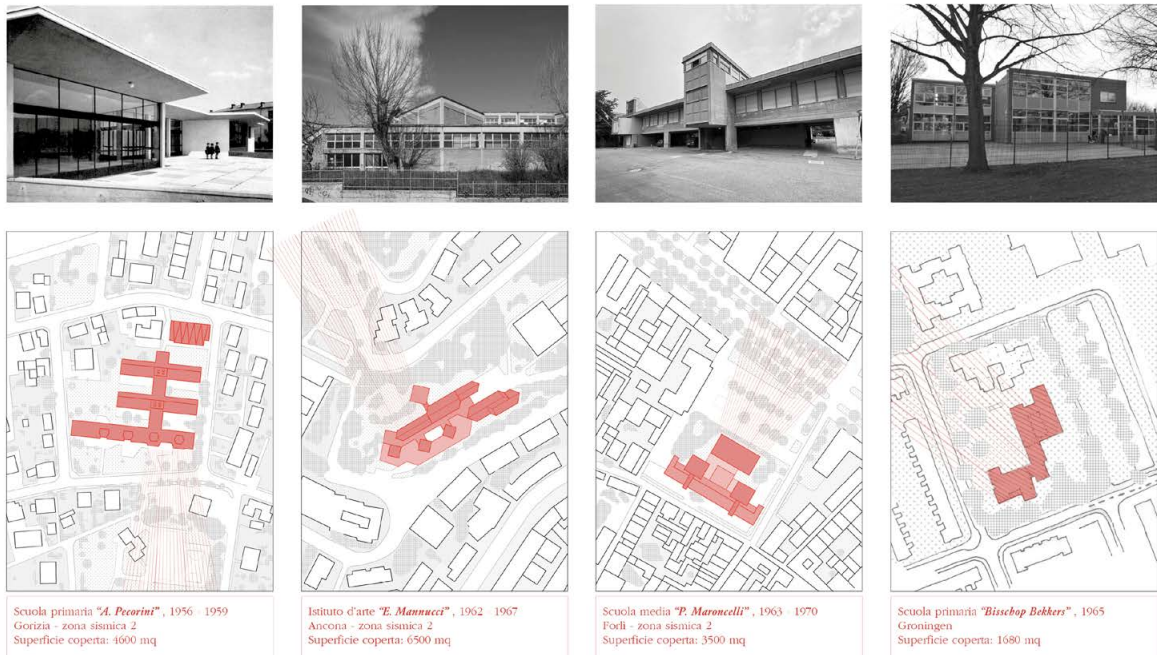 Scuola primaria "A. Pecorini" , 1956 - 1959
Gorizia - zona sismica 2
Superficie coperta: 4600 mq
Istituto d'arte "E. Mannucci" , 1962 - 1967
Ancona - zona sismica 2
Superficie coperta: 6500 mq
Scuola media "P. Maroncelli" , 1963 - 1970
Forlì - zona sismica 2
Superficie coperta: 3500 mq
Scuola primaria "Bisschop Bekkers" , 1965
Groningen
Superficie coperta: 1680 mq